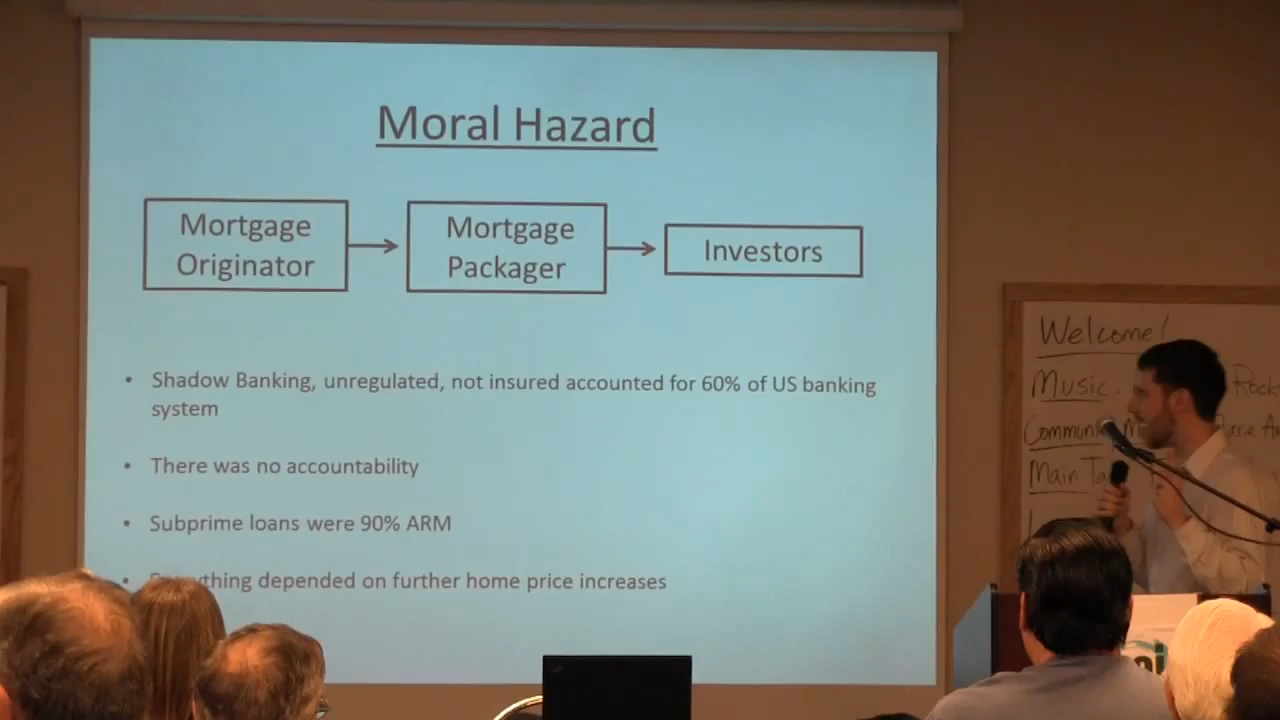 Moral Hazard
Mortgage
Originator
Mortgage
Packager
Investors
• Shadow Banking, unregulated, not insured accounted for 60% of US banking
system
• There was no accountability
• Subprime loans were 90% ARM
• depended on further home price increases
Welcome!
Music
Main